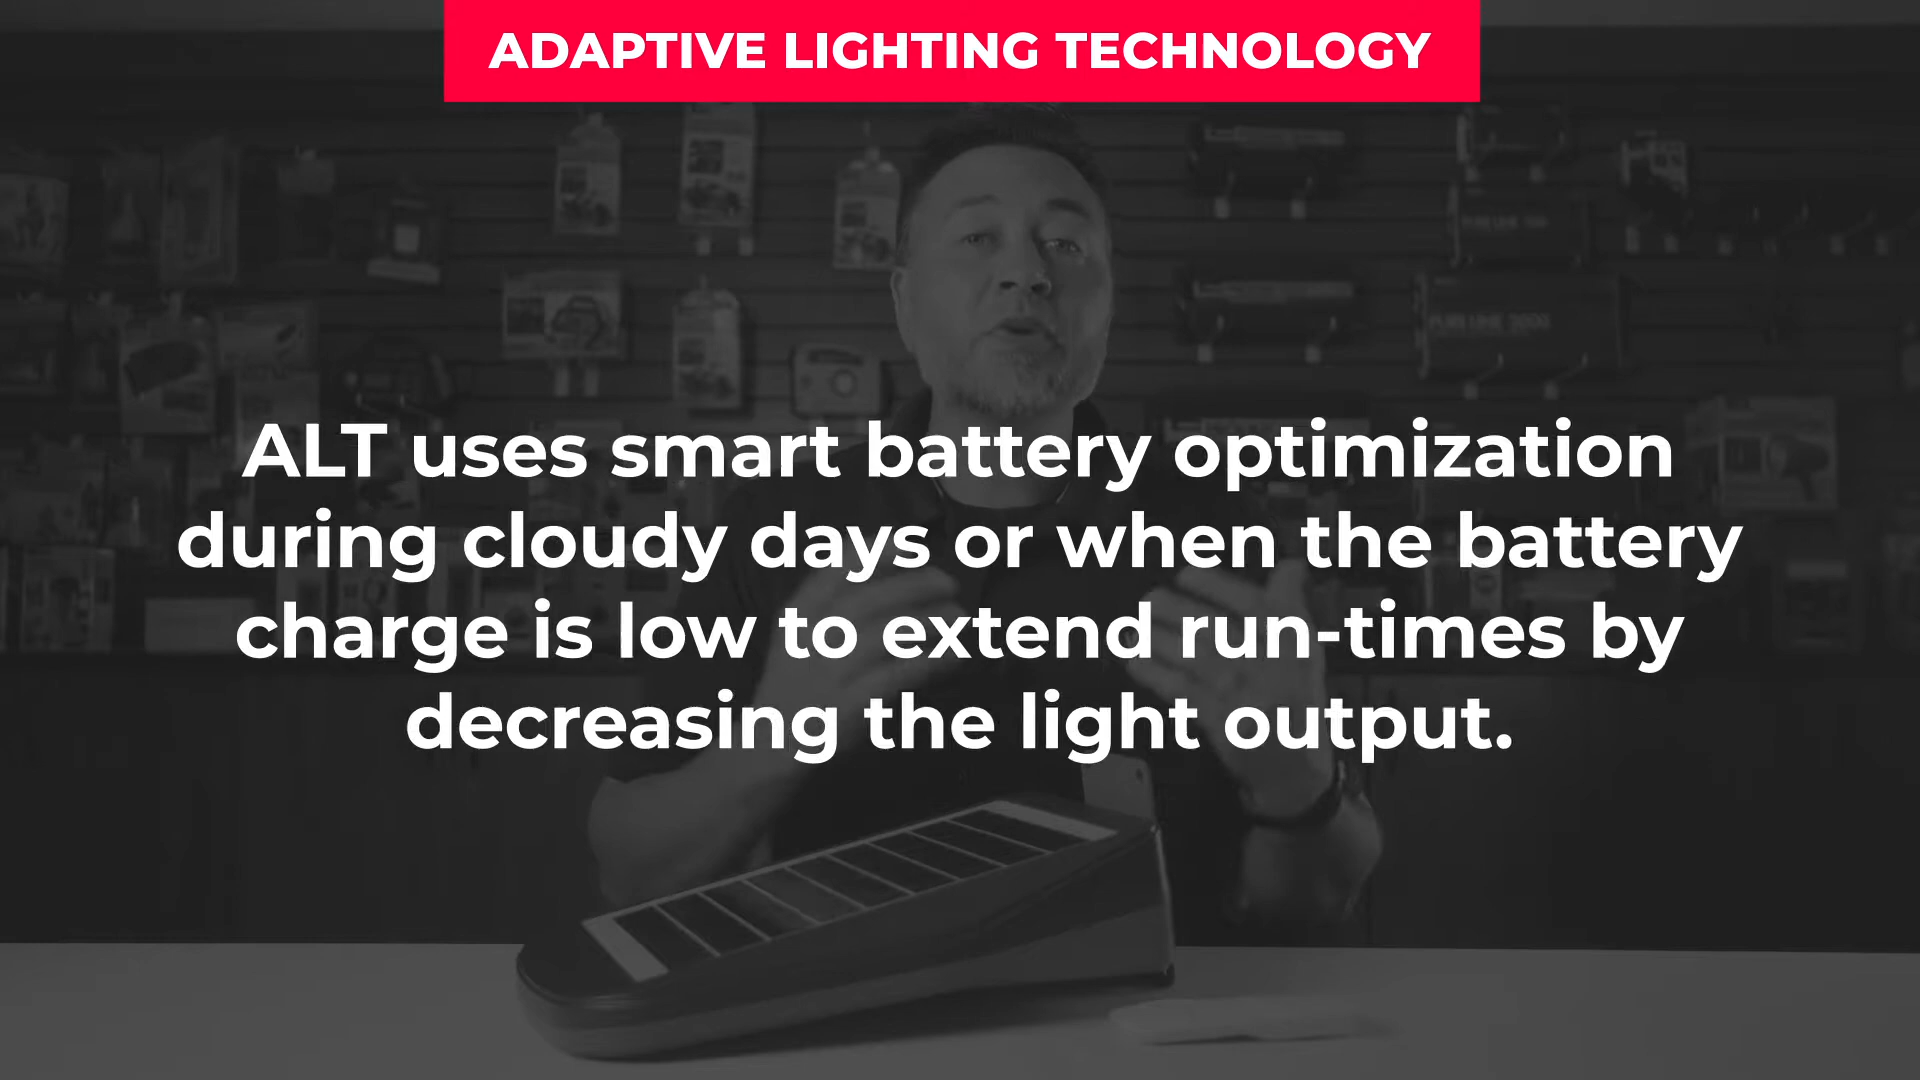 ADAPTIVE LIGHTING TECHNOLOGY
ALT uses smart battery optimization
during cloudy days or when the battery
charge is low to extend run-times by
decreasing the light output.